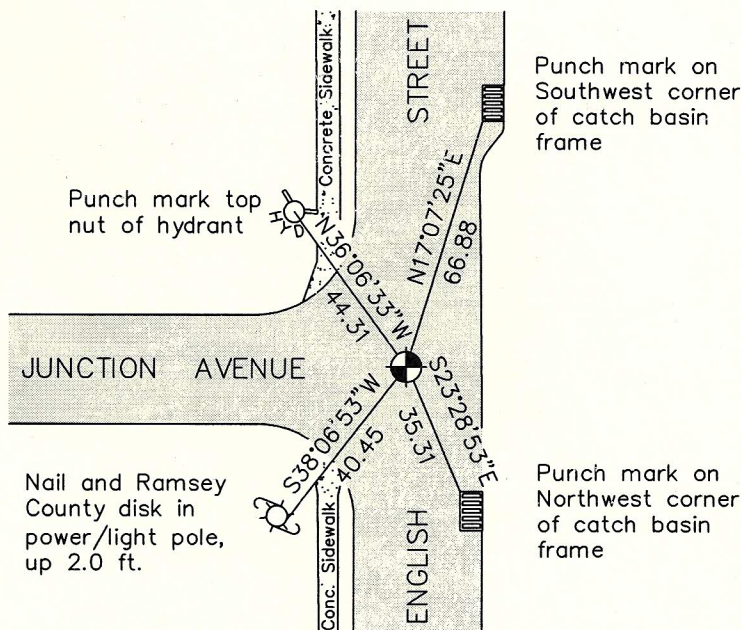 STREET
Concrete Sidewalk
Punch mark on
Southwest corner
of catch basin
frame
Punch mark top
nut of hydrant
HYD
N36°06'33"W
44.31
N17°07'25"E
66.88
JUNCTION AVENUE
S38°06'53"W
40.45
S23°28'53"E
35.31
Nail and Ramsey
County disk in
power/light pole,
up 2.0 ft.
Conc. Sidewalk
ENGLISH
Punch mark on
Northwest corner
of catch basin
frame